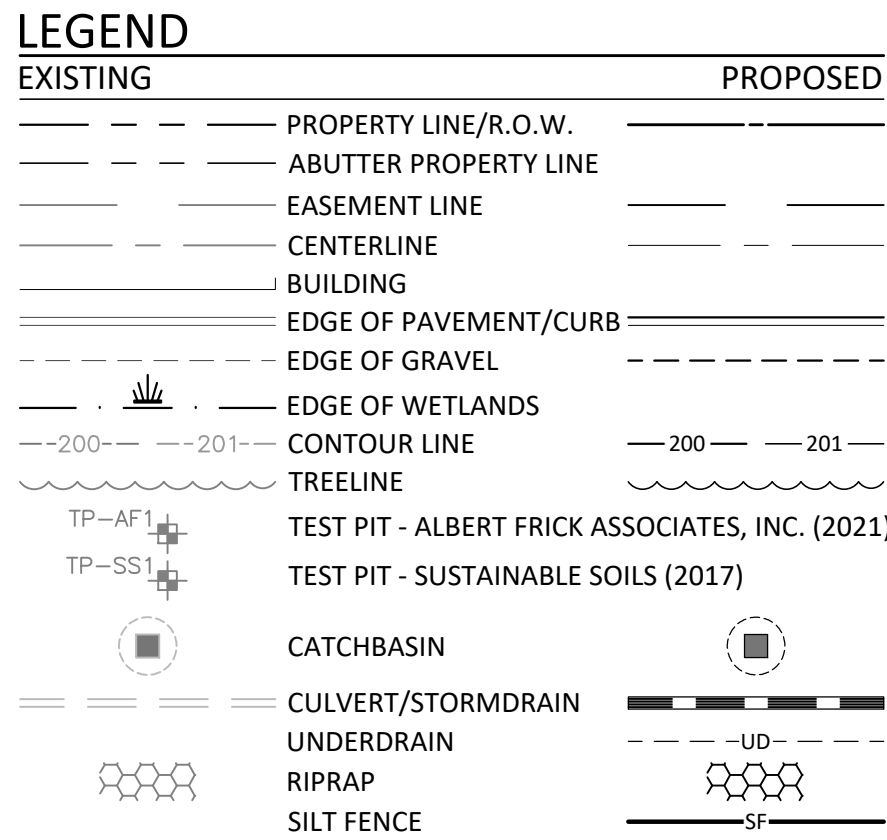 LEGEND
EXISTING PROPOSED
PROPERTY LINE/R.O.W.
ABUTTER PROPERTY LINE
EASEMENT LINE
CENTERLINE
BUILDING
EDGE OF PAVEMENT/CURB
EDGE OF GRAVEL
EDGE OF WETLANDS
200 201 CONTOUR LINE 200 201
TREELINE
TP-AF1 TEST PIT - ALBERT FRICK ASSOCIATES, INC. (2021)
TP-SS1 TEST PIT - SUSTAINABLE SOILS (2017)
CATCHBASIN
CULVERT/STORMDRAIN
UNDERDRAIN UD
RIPRAP
SILT FENCE SF